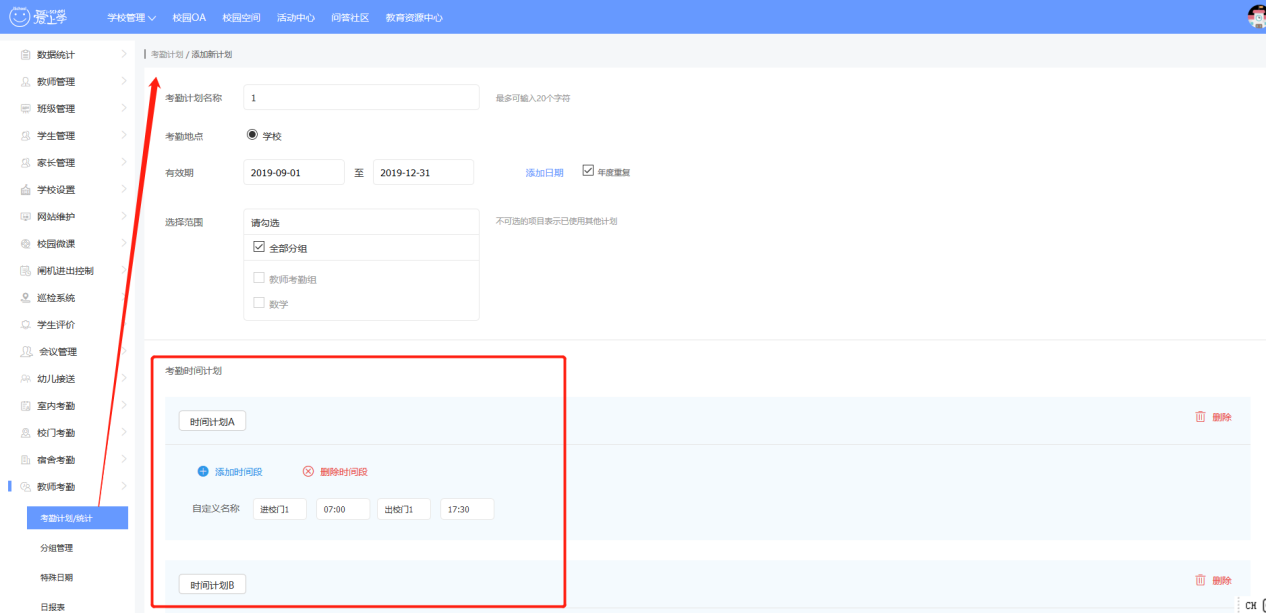 爱上学 学校管理 校园OA 校园空间 活动中心 问答社区 教育资源中心
数据统计
教师管理
班级管理
学生管理
家长管理
学校设置
网站维护
校园微课
闸机进出控制
巡检系统
学生评价
会议管理
幼儿接送
室内考勤
校门考勤
宿舍考勤
教师考勤
考勤计划/统计
分组管理
特殊日期
日报表
考勤计划 / 添加新计划
考勤计划名称 1 最多可输入20个字符
考勤地点 学校
有效期 2019-09-01 至 2019-12-31 添加日期 年度重复
选择范围 请勾选 不可选的项目表示已使用其他计划
全部分组
教师考勤组
数学
考勤时间计划
时间计划A 删除
添加时间段 删除时间段
自定义名称 进校门1 07:00 出校门1 17:30
时间计划B 删除
CH